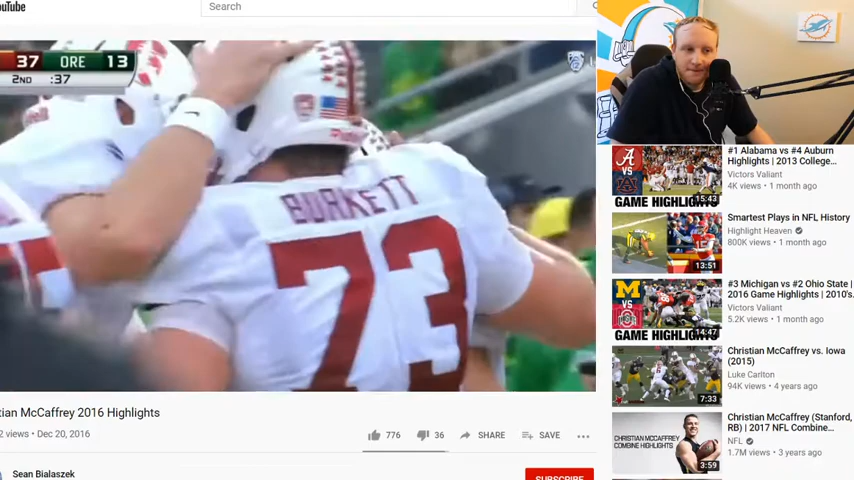 ouTube
Search
37 ORE 13
2ND :37
BURKETT
73
#1 Alabama vs #4 Auburn
Highlights | 2013 College...
Victors Valiant
4K views • 1 month ago
GAME HIGHLIGHTS
Smartest Plays in NFL History
Highlight Heaven
800K views • 1 month ago
13:51
#3 Michigan vs #2 Ohio State |
2016 Game Highlights | 2010's
Victors Valiant
5.2K views • 1 month ago
VS
14:47
GAME HIGHLIGHTS
Christian McCaffrey vs. Iowa
(2015)
Luke Carlton
94K views • 4 years ago
7:33
Christian McCaffrey (Stanford,
RB) | 2017 NFL Combine...
NFL
1.7M views • 3 years ago
CHRISTIAN MCCAFFREY
COMBINE HIGHLIGHTS
3:59
tian McCaffrey 2016 Highlights
2 views • Dec 20, 2016
776 36 SHARE SAVE
Sean Bialaszek
SUBSCRIBE